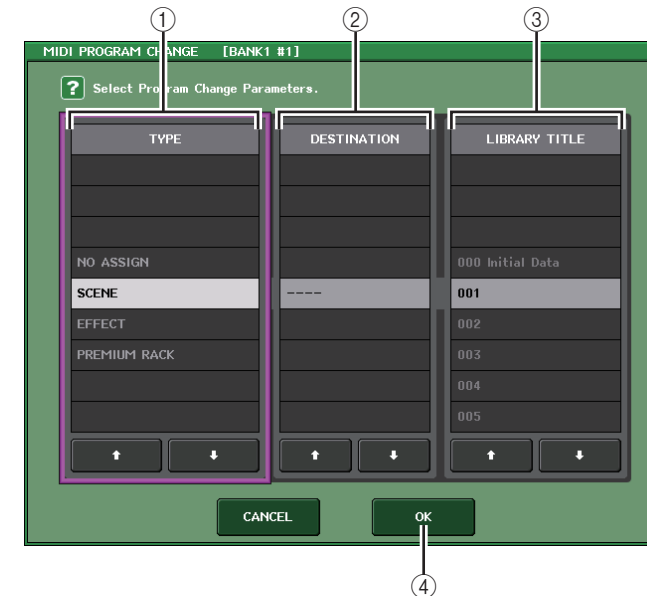 ① ② ③
MIDI PROGRAM CHANGE [BANK1 #1]
? Select Program Change Parameters.
TYPE DESTINATION LIBRARY TITLE
NO ASSIGN 000 Initial Data
SCENE ---- 001
EFFECT 002
PREMIUM RACK 003
004
005
CANCEL OK
④